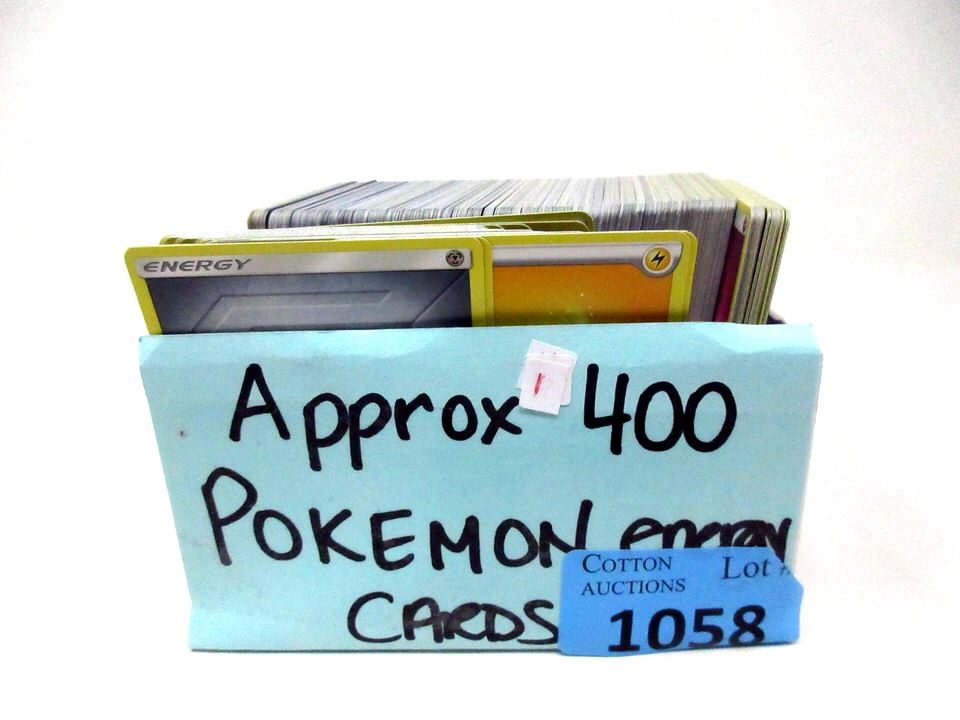 ENERGY
Approx 400
POKEMON energy
CARDS
COTTON
AUCTIONS
Lot
1058